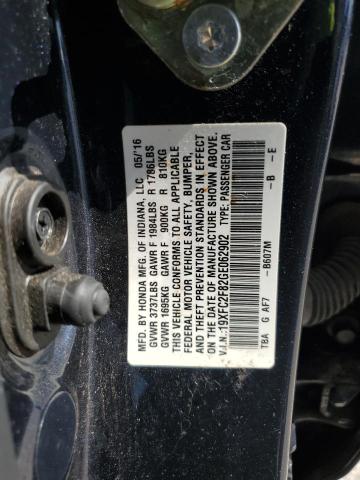 MFD. BY HONDA MFG. OF INDIANA, LLC 05/'16
GVWR 3737LBS GAWR F 1984LBS R 1786LBS
GVWR 1695KG GAWR F 900KG R 810KG
THIS VEHICLE CONFORMS TO ALL APPLICABLE
FEDERAL MOTOR VEHICLE SAFETY, BUMPER,
AND THEFT PREVENTION STANDARDS IN EFFECT
ON THE DATE OF MANUFACTURE SHOWN ABOVE.
V.I.N.:19XFC2F82GE062902 TYPE: PASSENGER CAR
TBA G AF7 -B607M -B -E